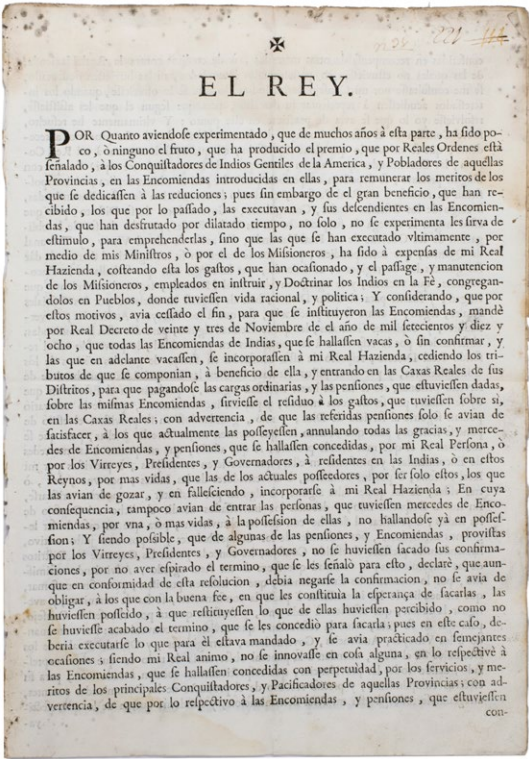 ✠
EL REY.
POR Quanto aviendoſe experimentado, que de muchos años à eſta parte, ha ſido po-
co, ò ninguno el fruto, que ha producido el premio, que por Reales Ordenes eſtà
ſeñalado, à los Conquiſtadores de Indios Gentiles de la America, y Pobladores de aquellas
Provincias, en las Encomiendas introducidas en ellas, para remunerar los meritos de los
que ſe dedicaſſen à las reduciones; pues ſin embargo de el gran beneficio, que han re-
cibido, los que por lo paſſado, las executavan, y ſus deſcendientes en las Encomien-
das, que han desfrutado por dilatado tiempo, no ſolo, no ſe experimenta les ſirva de
eſtimulo, para emprehenderlas, ſino que las que ſe han executado vltimamente, por
medio de mis Miniſtros, ò por el de los Miſſioneros, ha ſido à expenſas de mi Real
Hazienda, coſteando eſta los gaſtos, que han ocaſionado, y el paſſage, y manutencion
de los Miſſioneros, empleados en inſtruir, y Doctrinar los Indios en la Fè, congregan-
dolos en Pueblos, donde tuvieſſen vida racional, y politica; Y conſiderando, que por
eſtos motivos, avia ceſſado el fin, para que ſe inſtituyeron las Encomiendas, mandè
por Real Decreto de veinte y tres de Noviembre de el año de mil ſetecientos y diez y
ocho, que todas las Encomiendas de Indias, que ſe hallaſſen vacas, ò ſin confirmar, y
las que en adelante vacaſſen, ſe incorporaſſen à mi Real Hazienda, cediendo los tri-
butos de que ſe componian, à beneficio de ella, y entrando en las Caxas Reales de ſus
Diſtritos, para que pagandoſe las cargas ordinarias, y las penſiones, que eſtuvieſſen dadas,
ſobre las miſmas Encomiendas, ſirvieſſe el reſiduo à los gaſtos, que tuvieſſen ſobre si,
en las Caxas Reales; con advertencia, de que las referidas penſiones ſolo ſe avian de
ſatisfacer, à los que actualmente las poſſeyeſſen, annulando todas las gracias, y merce-
des de Encomiendas, y penſiones, que ſe hallaſſen concedidas, por mi Real Perſona, ò
por los Virreyes, Preſidentes, y Governadores, à reſidentes en las Indias, ò en eſtos
Reynos, por mas vidas, que las de los actuales poſſeedores, por ſer ſolo eſtos, los que
las avian de gozar, y en falleſciendo, incorporarſe à mi Real Hazienda; En cuya
conſequencia, tampoco avian de entrar las perſonas, que tuvieſſen mercedes de Enco-
miendas, por vna, ò mas vidas, à la poſſeſſion de ellas, no hallandoſe yà en poſſeſ-
ſion; Y ſiendo poſsible, que de algunas de las penſiones, y Encomiendas, proviſtas
por los Virreyes, Preſidentes, y Governadores, no ſe huvieſſen ſacado ſus confirma-
ciones, por no aver eſpirado el termino, que ſe les ſeñalò para eſto, declarè, que aun-
que en conformidad de eſta reſolucion, debia negarſe la confirmacion, no ſe avia de
obligar, à los que con la buena fee, en que les conſtituìa la eſperança de ſacarlas, las
huvieſſen poſſeido, à que reſtituyeſſen lo que de ellas huvieſſen percibido, como no
ſe huvieſſe acabado el termino, que ſe les concediò para ſacarla; pues en eſte caſo, de-
beria executarſe lo que para èl eſtava mandado, y ſe avia practicado en ſemejantes
ocaſiones; ſiendo mi Real animo, no ſe innovaſſe en coſa alguna, en lo reſpectivè à
las Encomiendas, que ſe hallaſſen concedidas con perpetuidad, por los ſervicios, y me-
ritos de los principales Conquiſtadores, y Pacificadores de aquellas Provincias; con ad-
vertencia, de que por lo reſpectivo à las Encomiendas, y penſiones, que eſtuvieſſen
con-